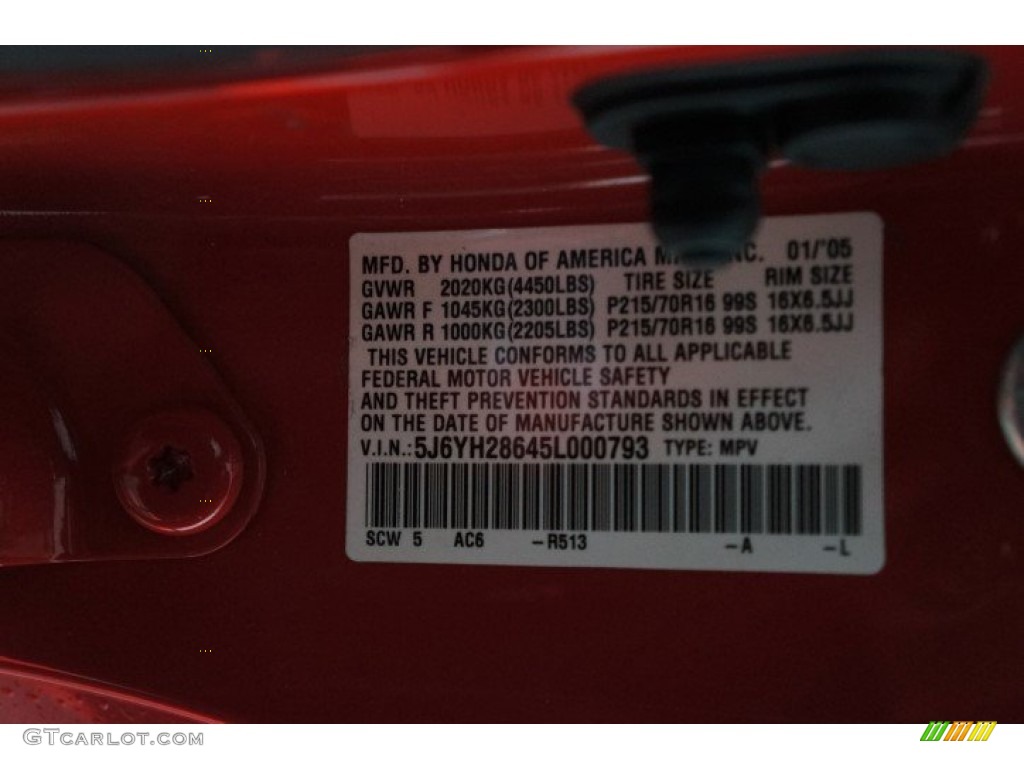 MFD. BY HONDA OF AMERICA INC. 01/'05
GVWR 2020KG(4450LBS) TIRE SIZE RIM SIZE
GAWR F 1045KG(2300LBS) P215/70R16 99S 16X6.5JJ
GAWR R 1000KG(2205LBS) P215/70R16 99S 16X6.5JJ
THIS VEHICLE CONFORMS TO ALL APPLICABLE
FEDERAL MOTOR VEHICLE SAFETY
AND THEFT PREVENTION STANDARDS IN EFFECT
ON THE DATE OF MANUFACTURE SHOWN ABOVE.
V.I.N.: 5J6YH28645L000793 TYPE: MPV
SCW 5 AC6 -R513 -A -L
GTCARLOT.COM